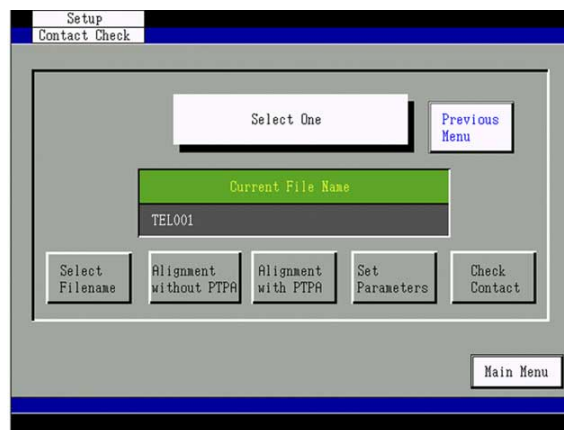 Setup
Contact Check
Select One
Previous
Menu
Current File Name
TEL001
Select
Filename
Alignment
without PTPA
Alignment
with PTPA
Set
Parameters
Check
Contact
Main Menu